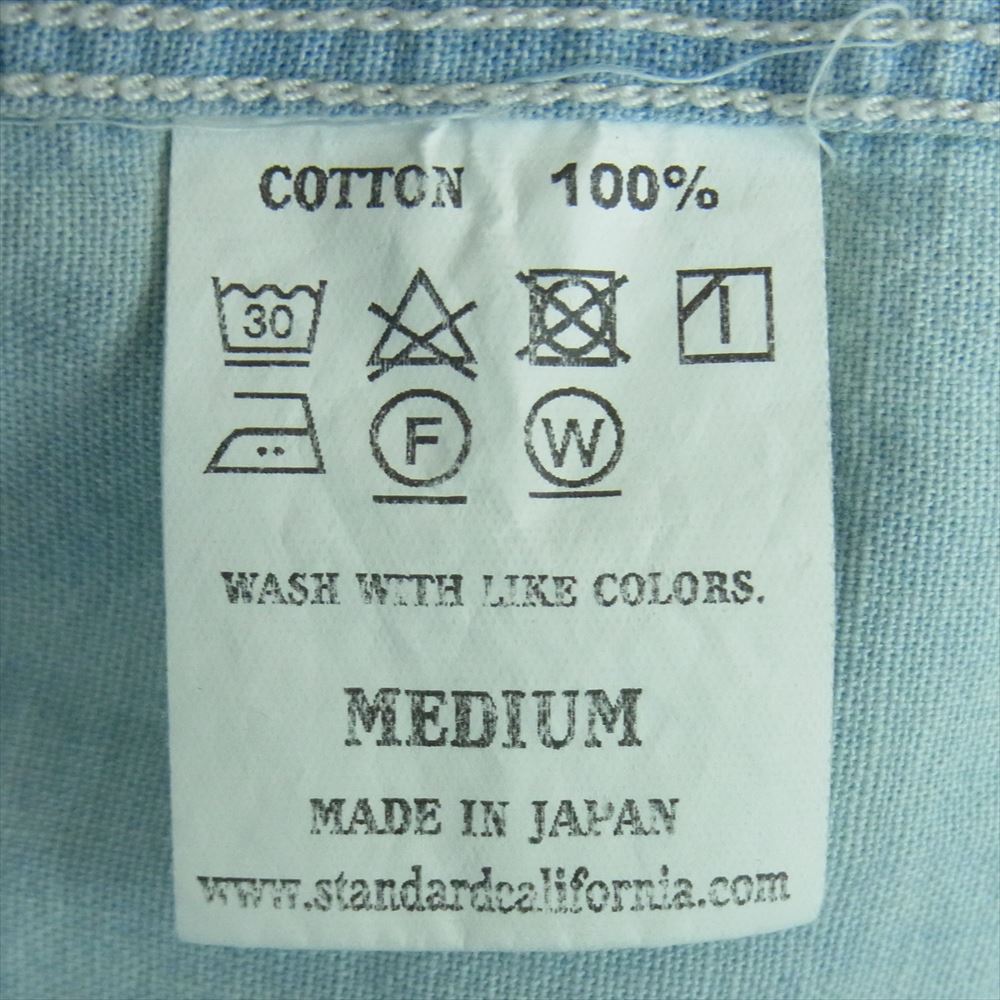 COTTON 100%
30
F W
WASH WITH LIKE COLORS.
MEDIUM
MADE IN JAPAN
www.standardcalifornia.com